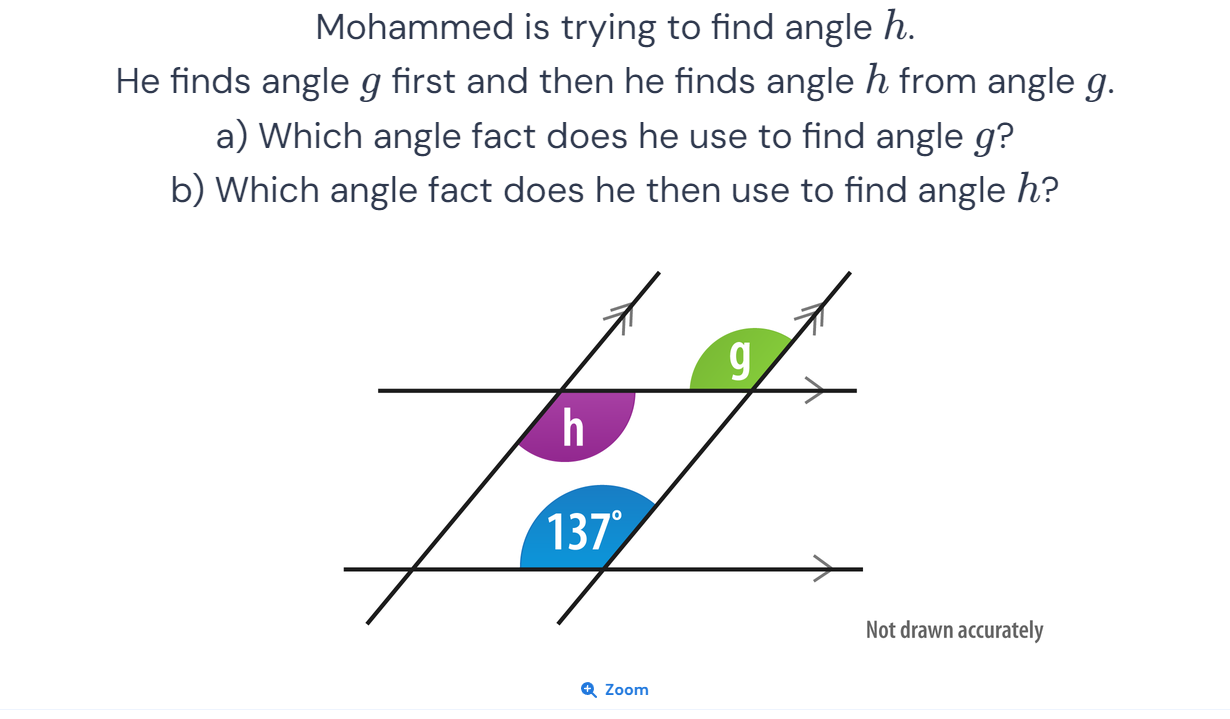 Mohammed is trying to find angle h.
He finds angle g first and then he finds angle h from angle g.
a) Which angle fact does he use to find angle g?
b) Which angle fact does he then use to find angle h?
g
h
137°
Not drawn accurately
Zoom